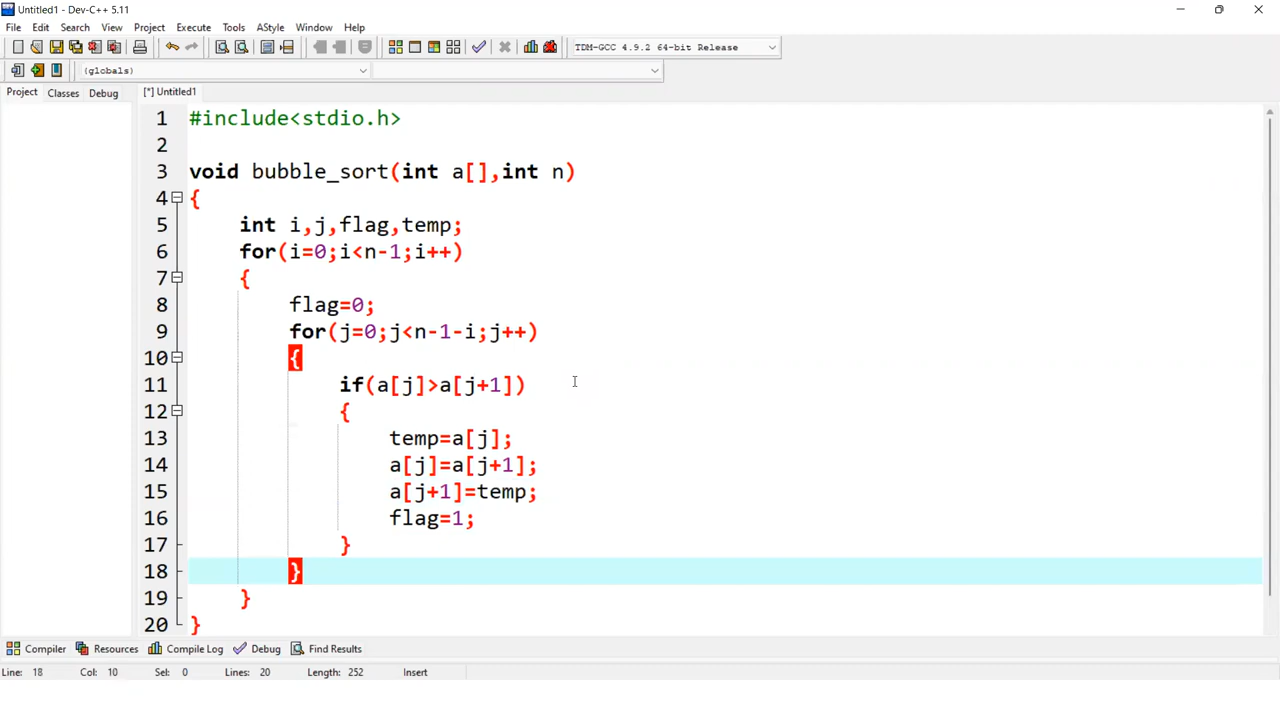 Untitled1 - Dev-C++ 5.11
File Edit Search View Project Execute Tools AStyle Window Help
TDM-GCC 4.9.2 64-bit Release
(globals)
Project Classes Debug [*] Untitled1
1 #include<stdio.h>
2
3 void bubble_sort(int a[],int n)
4 {
5 int i,j,flag,temp;
6 for(i=0;i<n-1;i++)
7 {
8 flag=0;
9 for(j=0;j<n-1-i;j++)
10 {
11 if(a[j]>a[j+1])
12 {
13 temp=a[j];
14 a[j]=a[j+1];
15 a[j+1]=temp;
16 flag=1;
17 }
18 }
19 }
20 }
Compiler Resources Compile Log Debug Find Results
Line: 18 Col: 10 Sel: 0 Lines: 20 Length: 252 Insert